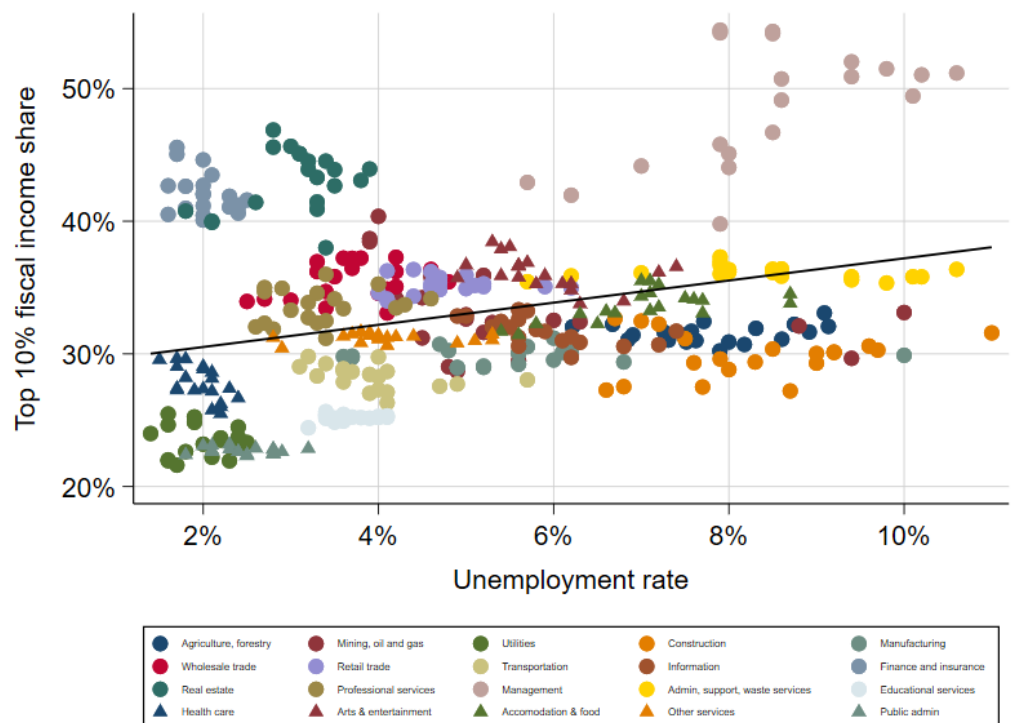 Top 10% fiscal income share
50%
40%
30%
20%
2% 4% 6% 8% 10%
Unemployment rate
Agriculture, forestry Mining, oil and gas Utilities Construction Manufacturing
Wholesale trade Retail trade Transportation Information Finance and insurance
Real estate Professional services Management Admin, support, waste services Educational services
Health care Arts & entertainment Accomodation & food Other services Public admin